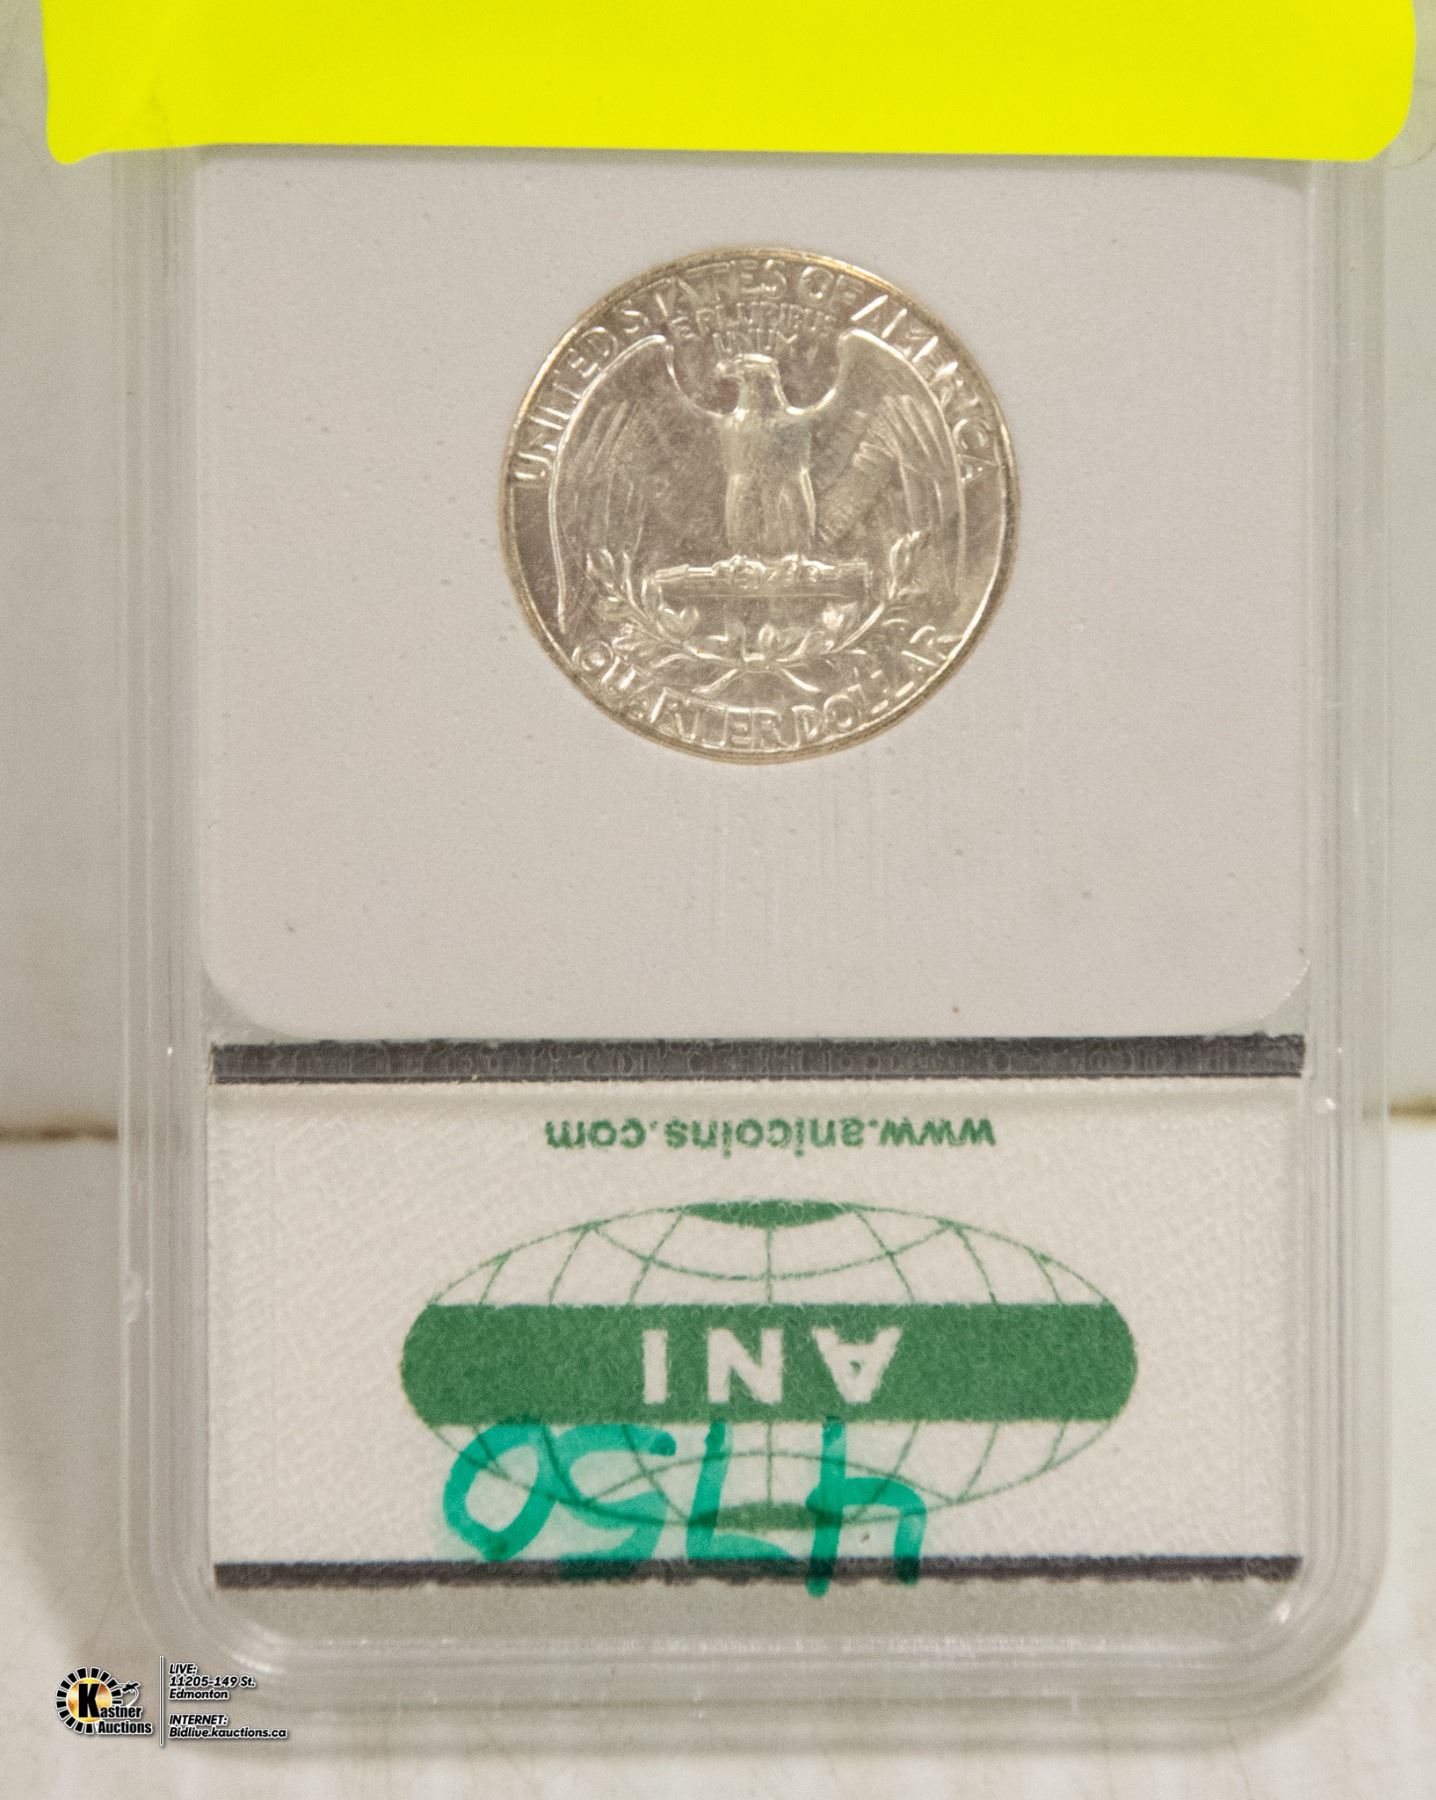 UNITED STATES OF AMERICA
E PLURIBUS
UNUM
QUARTER DOLLAR
www.anicoins.com
ANI
4750
Kastner
Auctions
LIVE:
11205-149 St.
Edmonton
INTERNET:
Bidlive.kauctions.ca